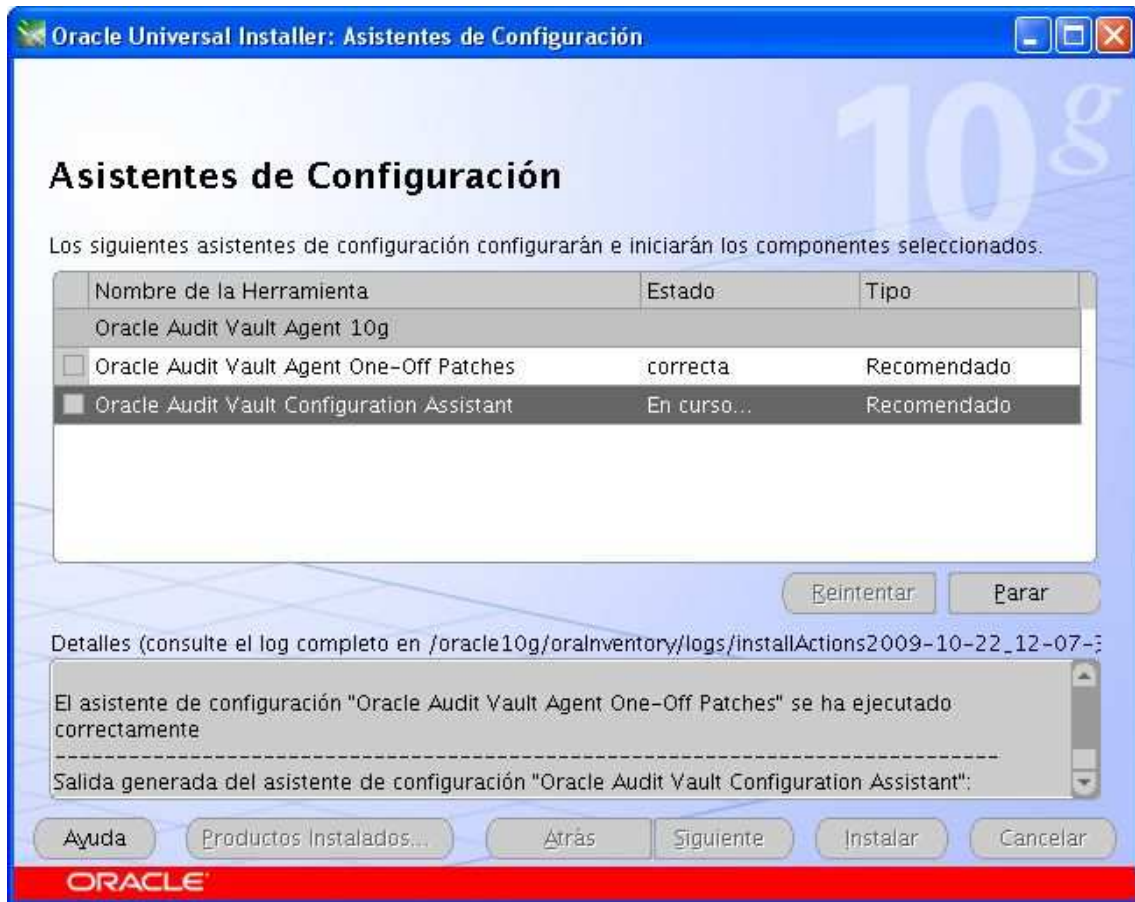 Oracle Universal Installer: Asistentes de Configuración
10g
Asistentes de Configuración
Los siguientes asistentes de configuración configurarán e iniciarán los componentes seleccionados.
Nombre de la Herramienta Estado Tipo
Oracle Audit Vault Agent 10g
Oracle Audit Vault Agent One-Off Patches correcta Recomendado
Oracle Audit Vault Configuration Assistant En curso... Recomendado
Reintentar Parar
Detalles (consulte el log completo en /oracle10g/oraInventory/logs/installActions2009-10-22_12-07-
El asistente de configuración "Oracle Audit Vault Agent One-Off Patches" se ha ejecutado
correctamente
--------------------------------------------------------------------------------
Salida generada del asistente de configuración "Oracle Audit Vault Configuration Assistant":
Ayuda Productos Instalados... Atrás Siguiente Instalar Cancelar
ORACLE